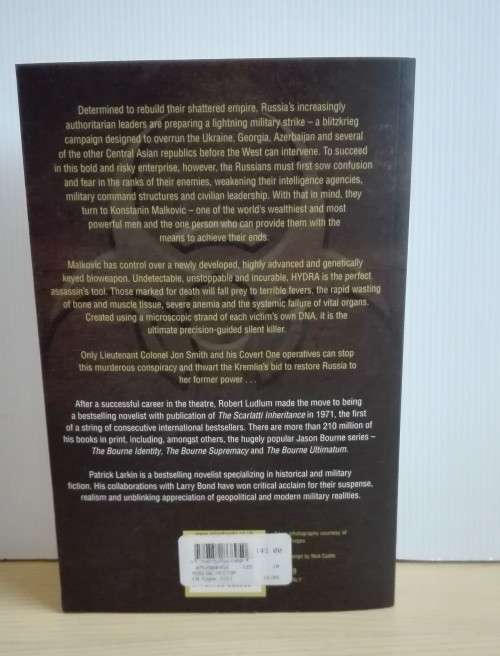 Determined to rebuild their shattered empire, Russia's increasingly
authoritarian leaders are preparing a lightning military strike – a blitzkrieg
campaign designed to overrun the Ukraine, Georgia, Azerbaijan and several
of the other Central Asian republics before the West can intervene. To succeed
in this bold and risky enterprise, however, the Russians must first sow confusion
and fear in the ranks of their enemies, weakening their intelligence agencies,
military command structures and civilian leadership. With that in mind, they
turn to Konstanin Malkovic – one of the world's wealthiest and most
powerful men and the one person who can provide them with the
means to achieve their ends.
Malkovic has control over a newly developed, highly advanced and genetically
keyed bioweapon. Undetectable, unstoppable and incurable, HYDRA is the perfect
assassin's tool. Those marked for death will fall prey to terrible fevers, the rapid wasting
of bone and muscle tissue, severe anemia and the systemic failure of vital organs.
Created using a microscopic strand of each victim's own DNA, it is the
ultimate precision-guided silent killer.
Only Lieutenant Colonel Jon Smith and his Covert One operatives can stop
this murderous conspiracy and thwart the Kremlin's bid to restore Russia to
her former power . . .
After a successful career in the theatre, Robert Ludlum made the move to being
a bestselling novelist with publication of The Scarlatti Inheritance in 1971, the first
of a string of consecutive international bestsellers. There are more than 210 million of
his books in print, including, amongst others, the hugely popular Jason Bourne series –
The Bourne Identity, The Bourne Supremacy and The Bourne Ultimatum.
Patrick Larkin is a bestselling novelist specializing in historical and military
fiction. His collaborations with Larry Bond have won critical acclaim for their suspense,
realism and unblinking appreciation of geopolitical and modern military realities.
photography courtesy of